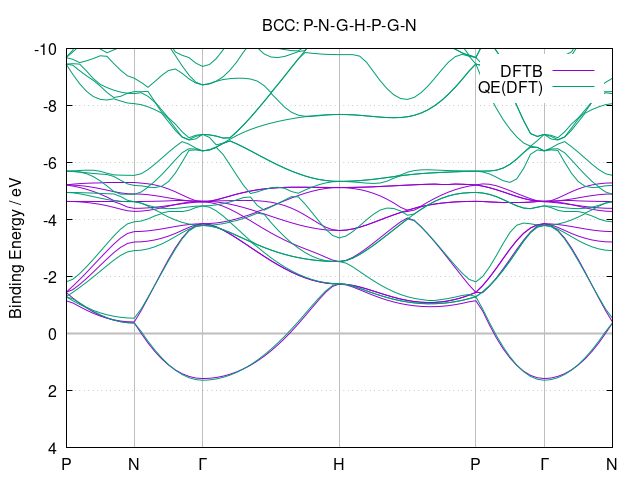 BCC: P-N-G-H-P-G-N
-10
-8
-6
-4
-2
0
2
4
Binding Energy / eV
DFTB
QE(DFT)
P N Γ H P Γ N